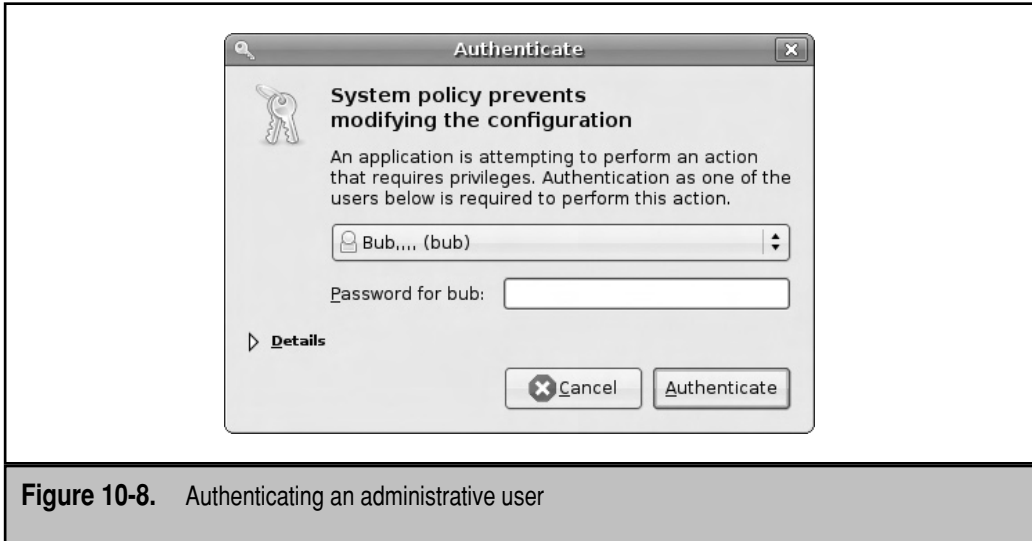 Authenticate
System policy prevents
modifying the configuration
An application is attempting to perform an action
that requires privileges. Authentication as one of the
users below is required to perform this action.
Bub,,,, (bub)
Password for bub:
Details
Cancel
Authenticate
Figure 10-8. Authenticating an administrative user